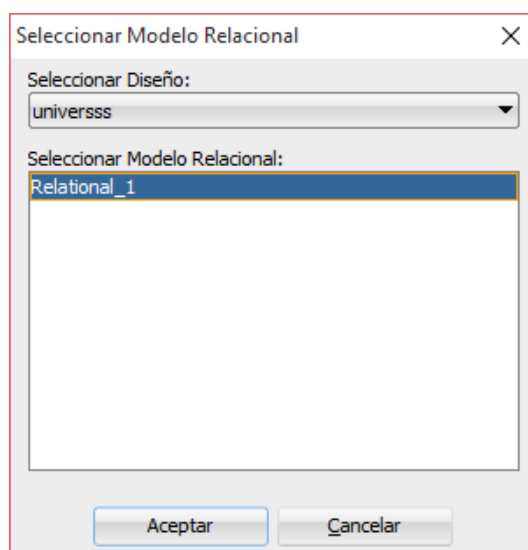 Seleccionar Modelo Relacional
Seleccionar Diseño:
universss
Seleccionar Modelo Relacional:
Relational_1
Aceptar
Cancelar